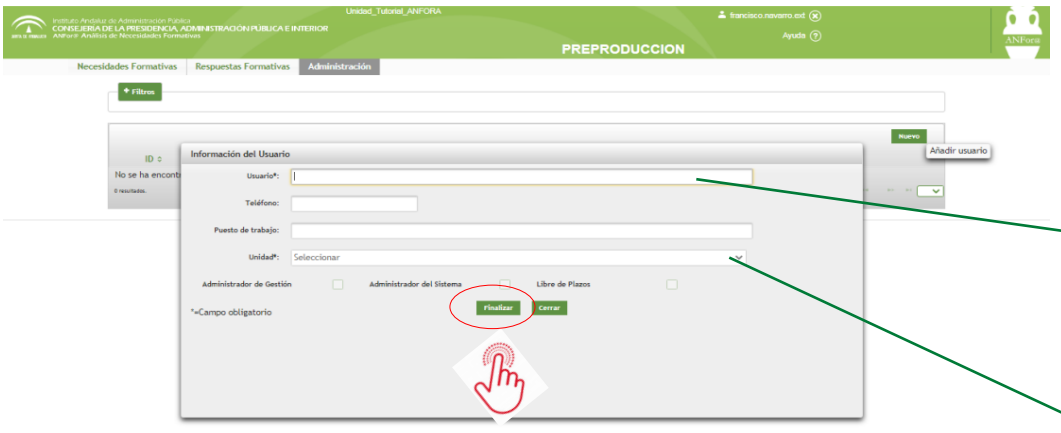 Unidad_Tutorial_ANFORA
Instituto Andaluz de Administración Pública
CONSEJERÍA DE LA PRESIDENCIA, ADMINISTRACIÓN PÚBLICA E INTERIOR
ANFora: Análisis de Necesidades Formativas
francisco.navarro.ext
Ayuda
PREPRODUCCION
ANFora
Necesidades Formativas Respuestas Formativas Administración
+ Filtros
Nuevo
Añadir usuario
ID
No se ha encont
0 resultados.
Información del Usuario
Usuario*:
Teléfono:
Puesto de trabajo:
Unidad*: Seleccionar
Administrador de Gestión Administrador del Sistema Libre de Plazos
*=Campo obligatorio
Finalizar Cerrar